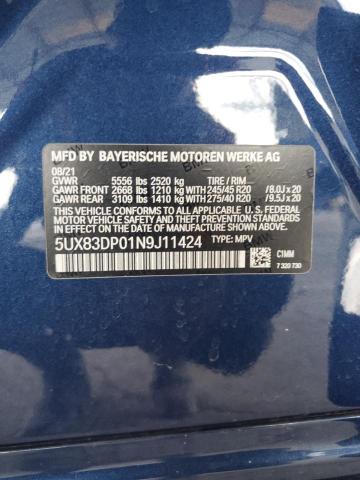 MFD BY BAYERISCHE MOTOREN WERKE AG
08/21
GVWR 5556 lbs 2520 kg TIRE / RIM
GAWR FRONT 2668 lbs 1210 kg 245/45 R20 /8.0J x 20
GAWR REAR 3109 lbs 1410 kg 275/40 R20 /9.5J x 20
THIS VEHICLE CONFORMS TO ALL APPLICABLE FEDERAL MOTOR VEHICLE SAFETY,
BUMPER, AND THEFT PREVENTION STANDARDS IN EFFECT ON THE DATE OF MANUFACTURE SHOWN ABOVE.
5UX83DP01N9J11424 TYPE: MPV
C1MM
7 320 730